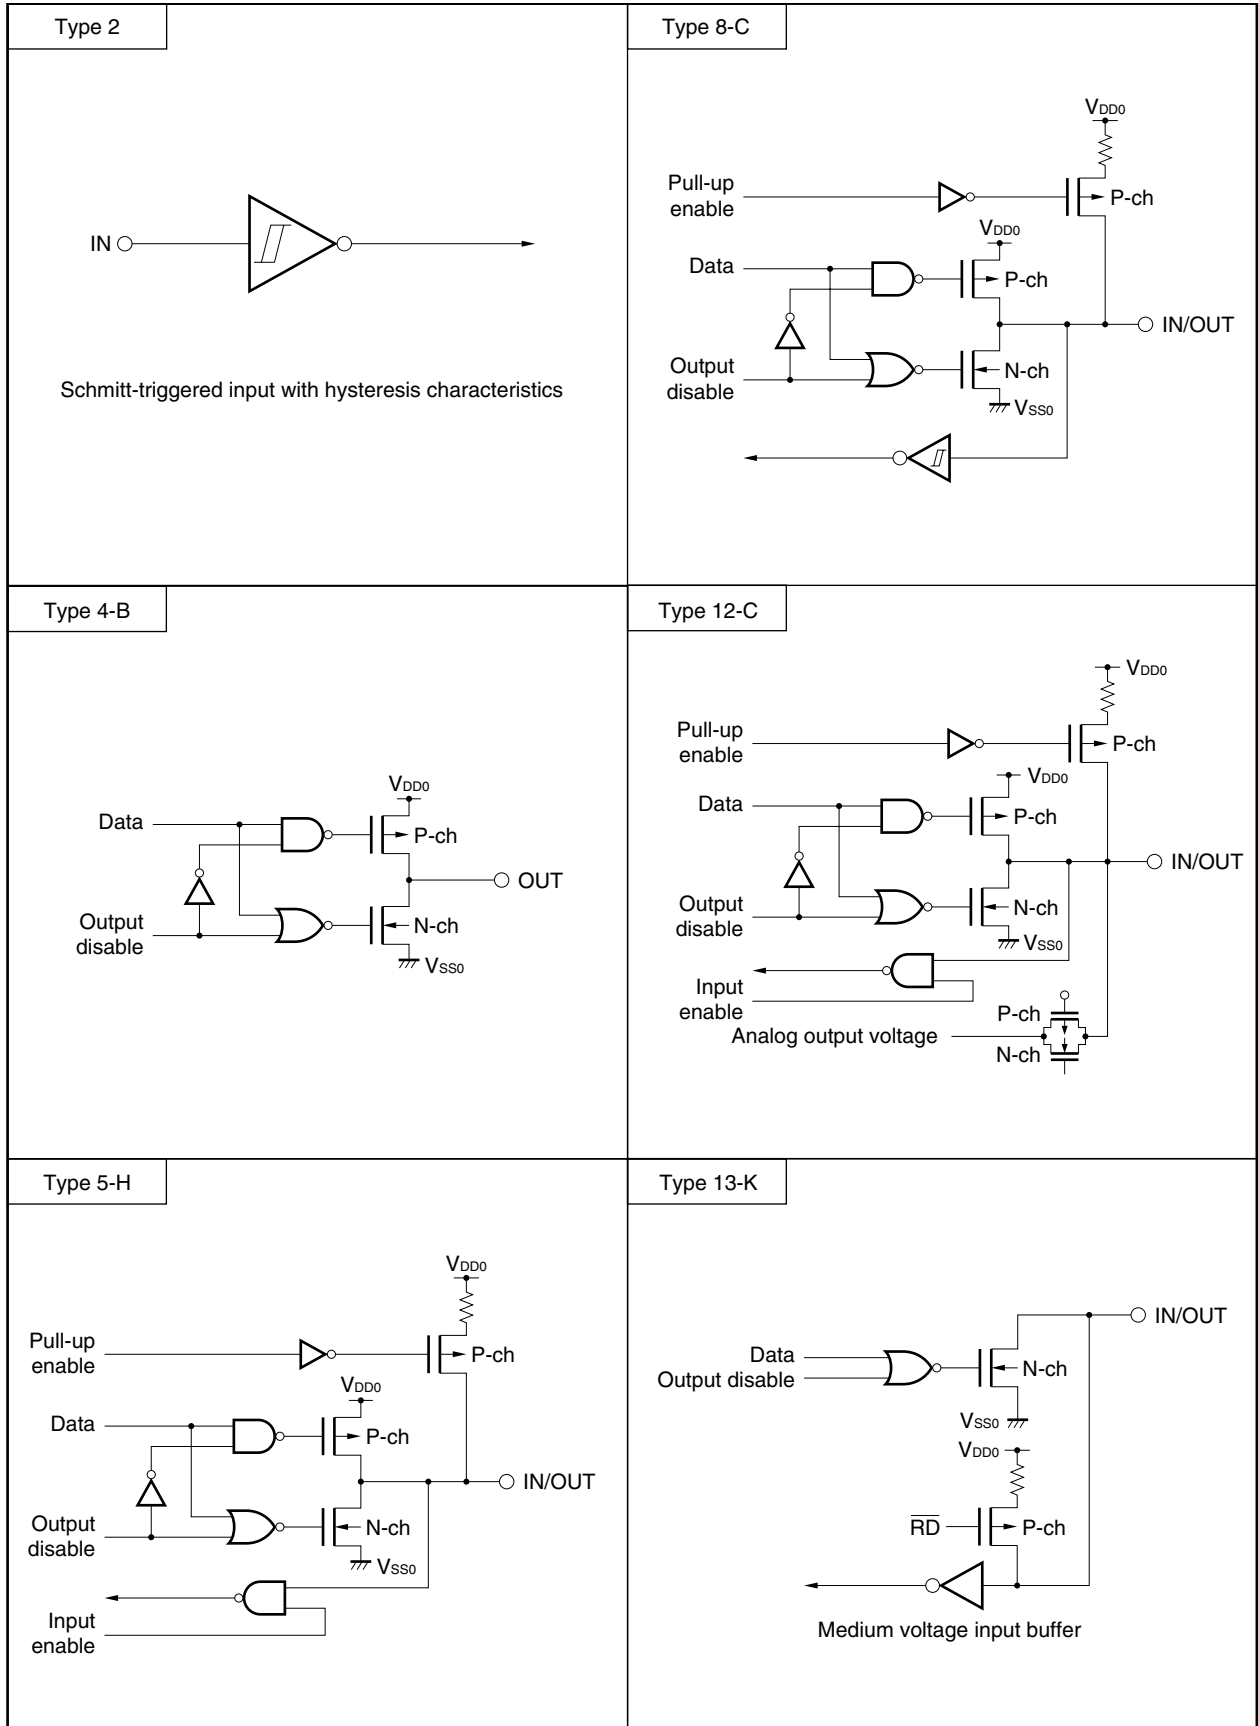 Type 2
IN
Schmitt-triggered input with hysteresis characteristics
Type 8-C
VDD0
Pull-up
enable
P-ch
VDD0
Data
P-ch
IN/OUT
Output
disable
N-ch
VSS0
Type 4-B
VDD0
Data
P-ch
OUT
Output
disable
N-ch
VSS0
Type 12-C
VDD0
Pull-up
enable
P-ch
VDD0
Data
P-ch
IN/OUT
Output
disable
N-ch
VSS0
Input
enable
P-ch
Analog output voltage
N-ch
Type 5-H
VDD0
Pull-up
enable
P-ch
VDD0
Data
P-ch
IN/OUT
Output
disable
N-ch
VSS0
Input
enable
Type 13-K
IN/OUT
Data
Output disable
N-ch
VSS0
VDD0
RD
P-ch
Medium voltage input buffer